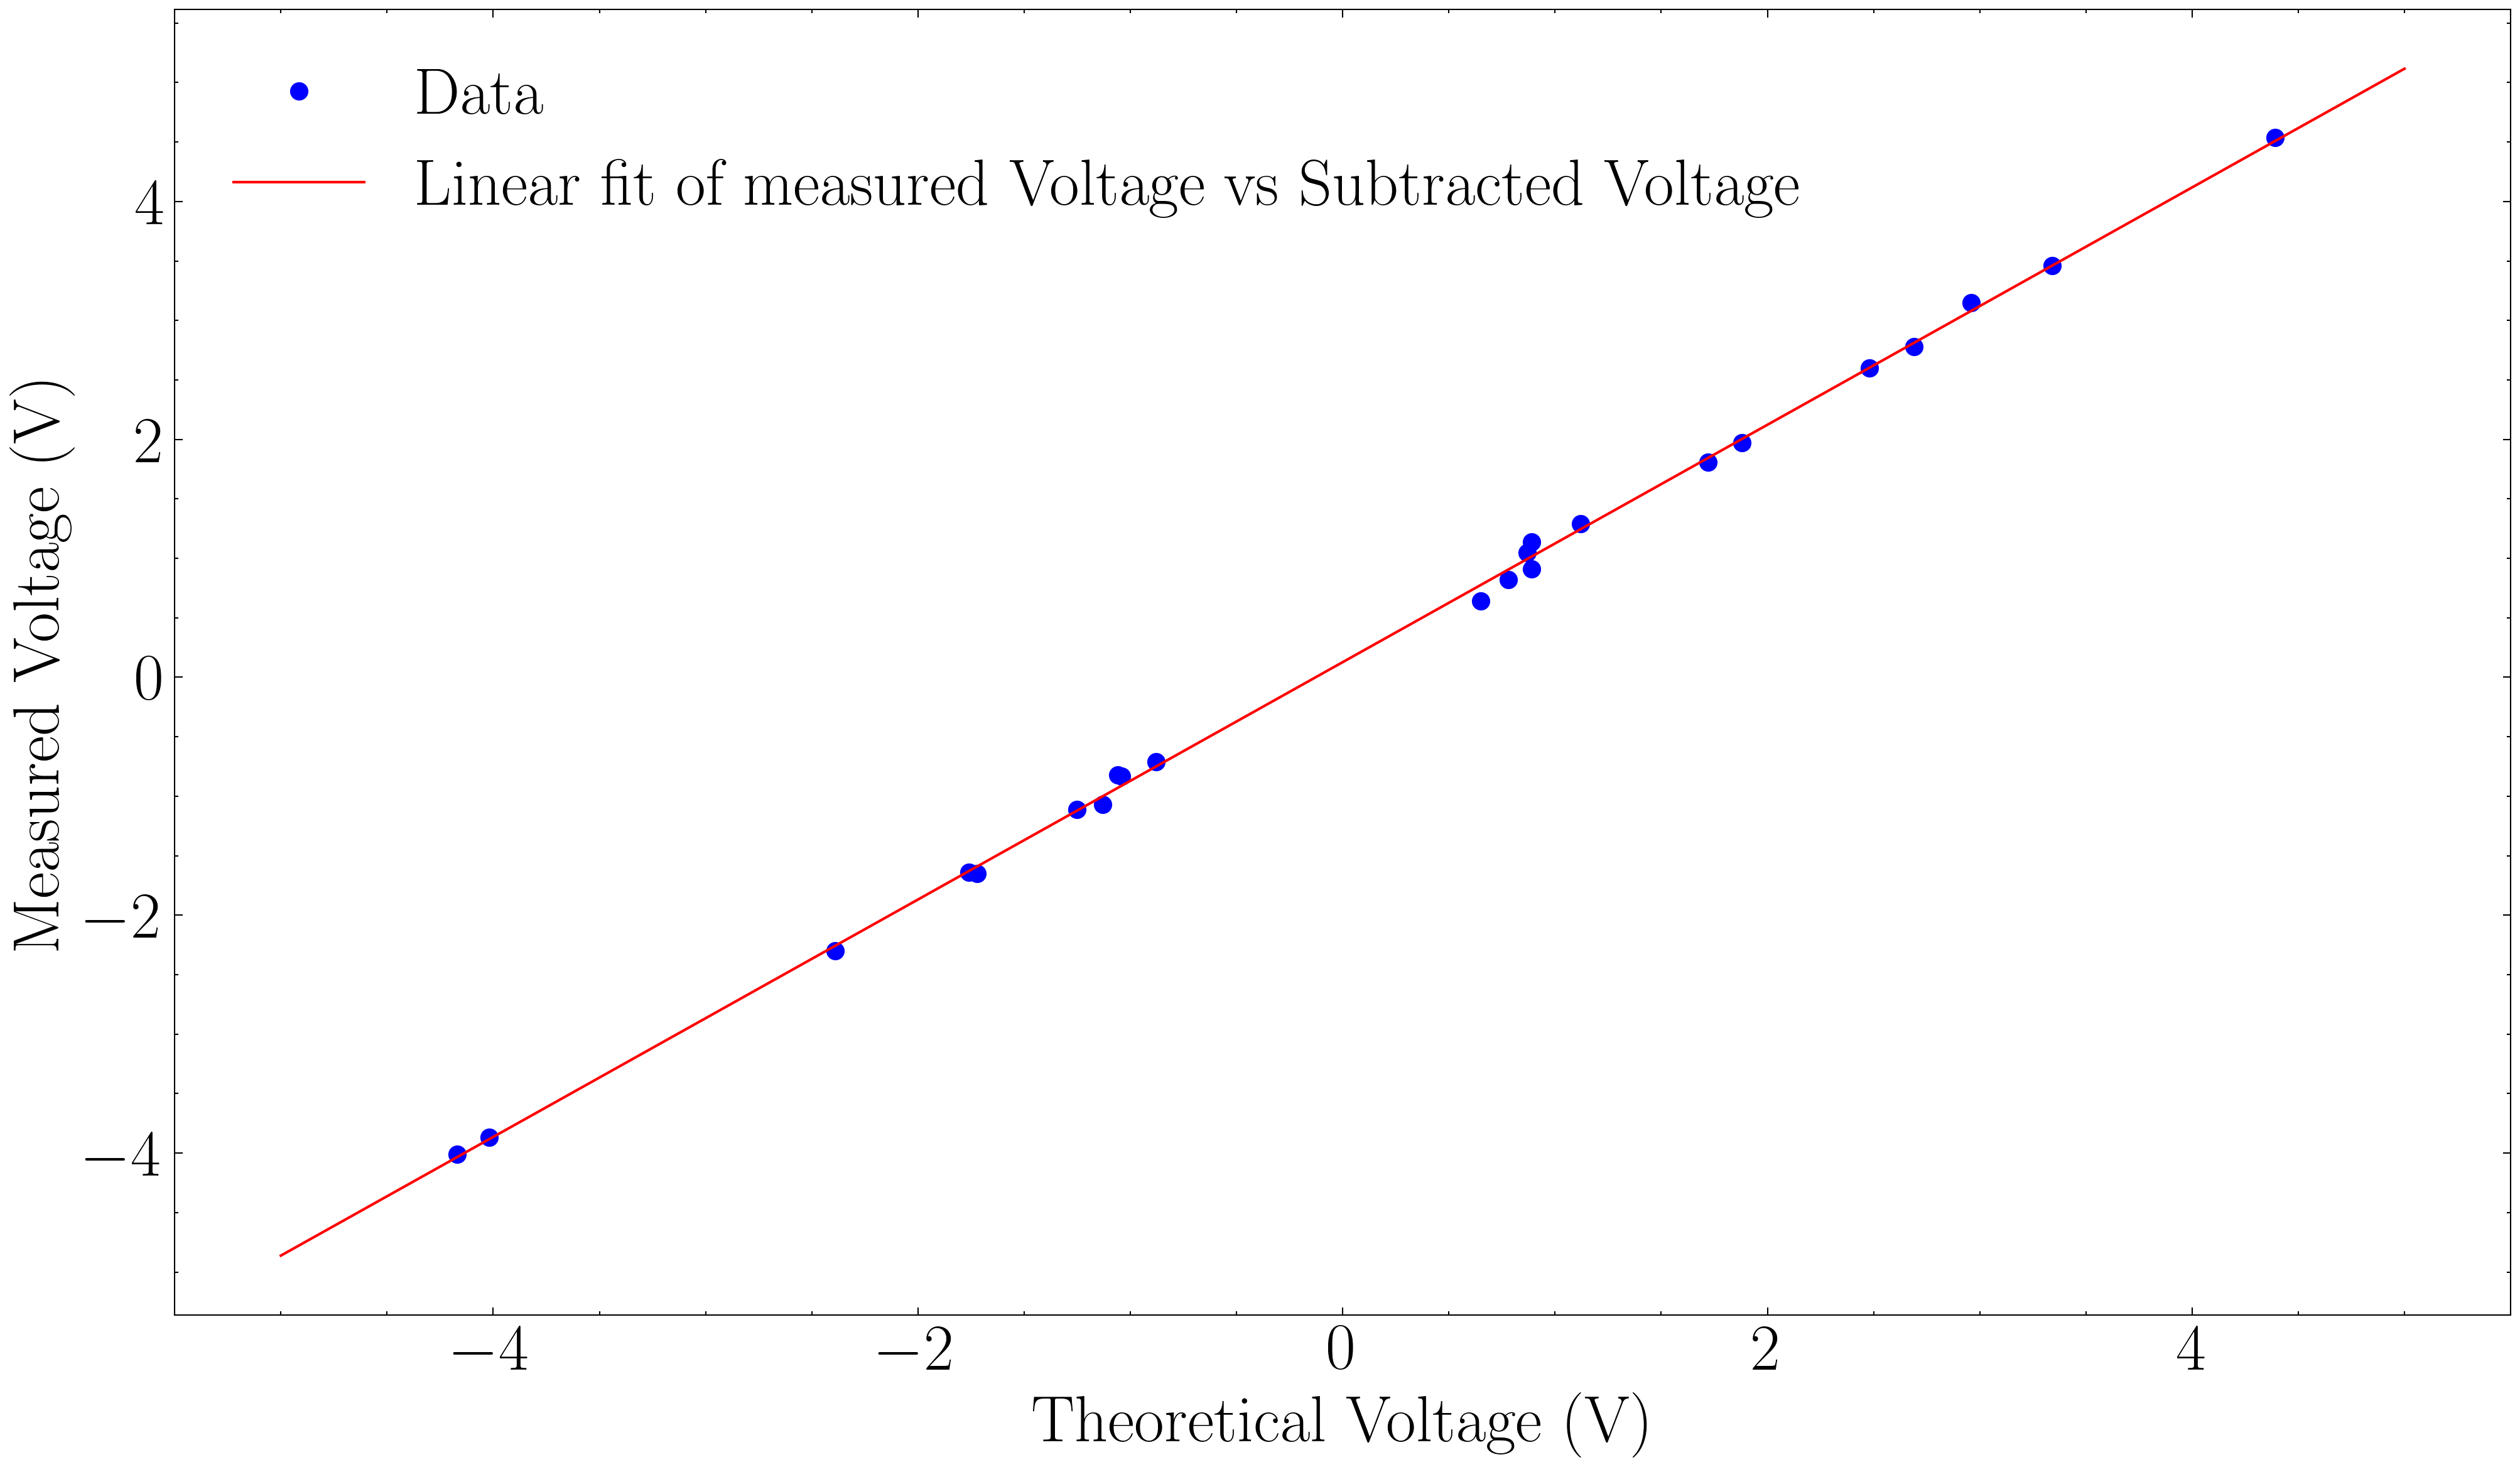 Data
Linear fit of measured Voltage vs Subtracted Voltage
4
2
0
−2
−4
Measured Voltage (V)
−4 −2 0 2 4
Theoretical Voltage (V)